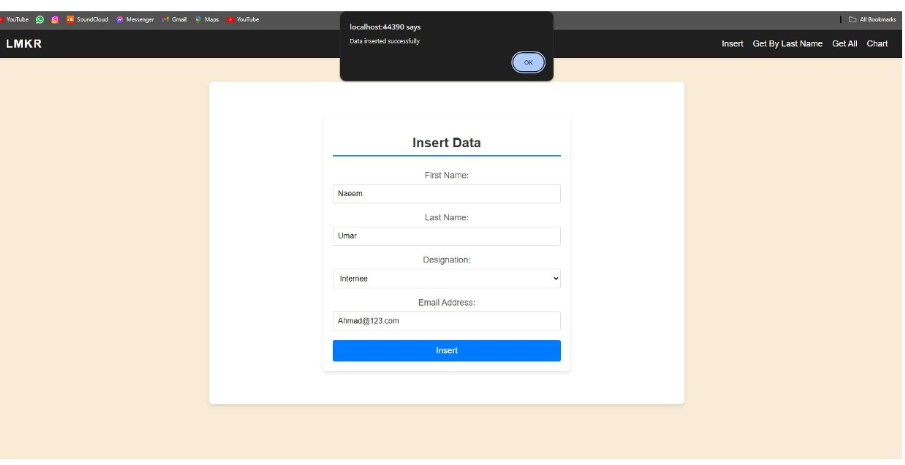 YouTube SoundCloud Messenger Gmail Maps YouTube All Bookmarks
localhost:44390 says
Data inserted successfully
OK
LMKR Insert Get By Last Name Get All Chart
Insert Data
First Name:
Naeem
Last Name:
Umar
Designation:
Internee
Email Address:
Ahmad@123.com
Insert